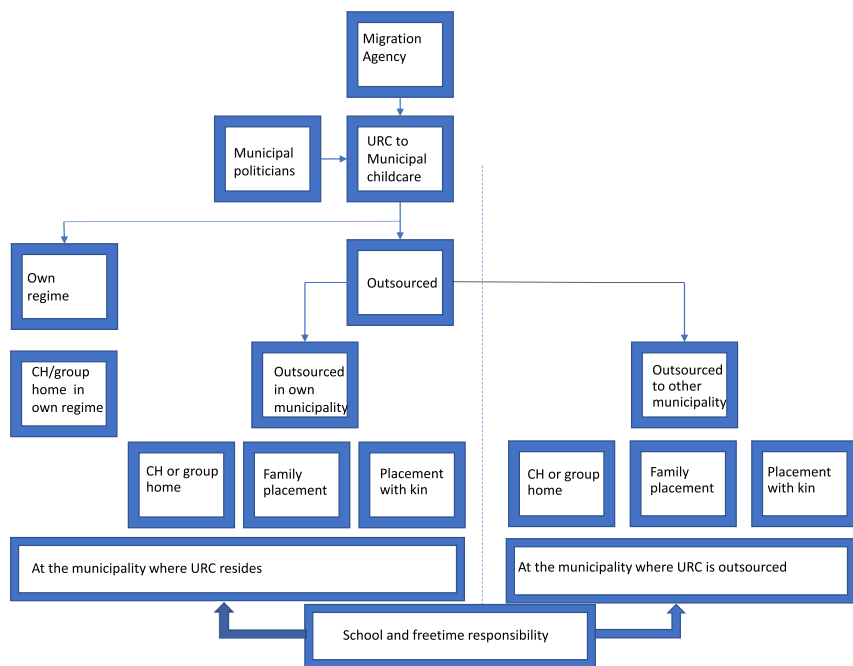 Migration
Agency
Municipal
politicians
URC to
Municipal
childcare
Own
regime
Outsourced
CH/group
home in
own regime
Outsourced
in own
municipality
Outsourced
to other
municipality
CH or group
home
Family
placement
Placement
with kin
CH or group
home
Family
placement
Placement
with kin
At the municipality where URC resides
At the municipality where URC is outsourced
School and freetime responsibility